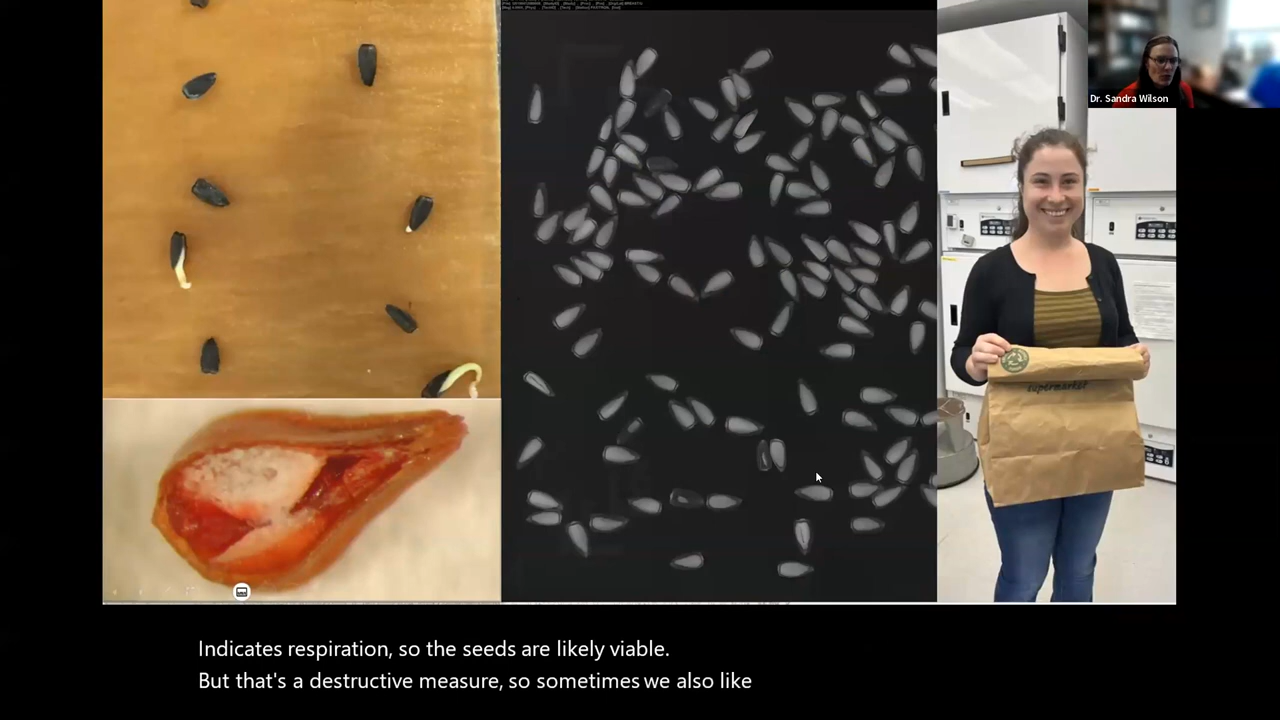 Dr. Sandra Wilson
supermarket
Indicates respiration, so the seeds are likely viable.
But that's a destructive measure, so sometimes we also like